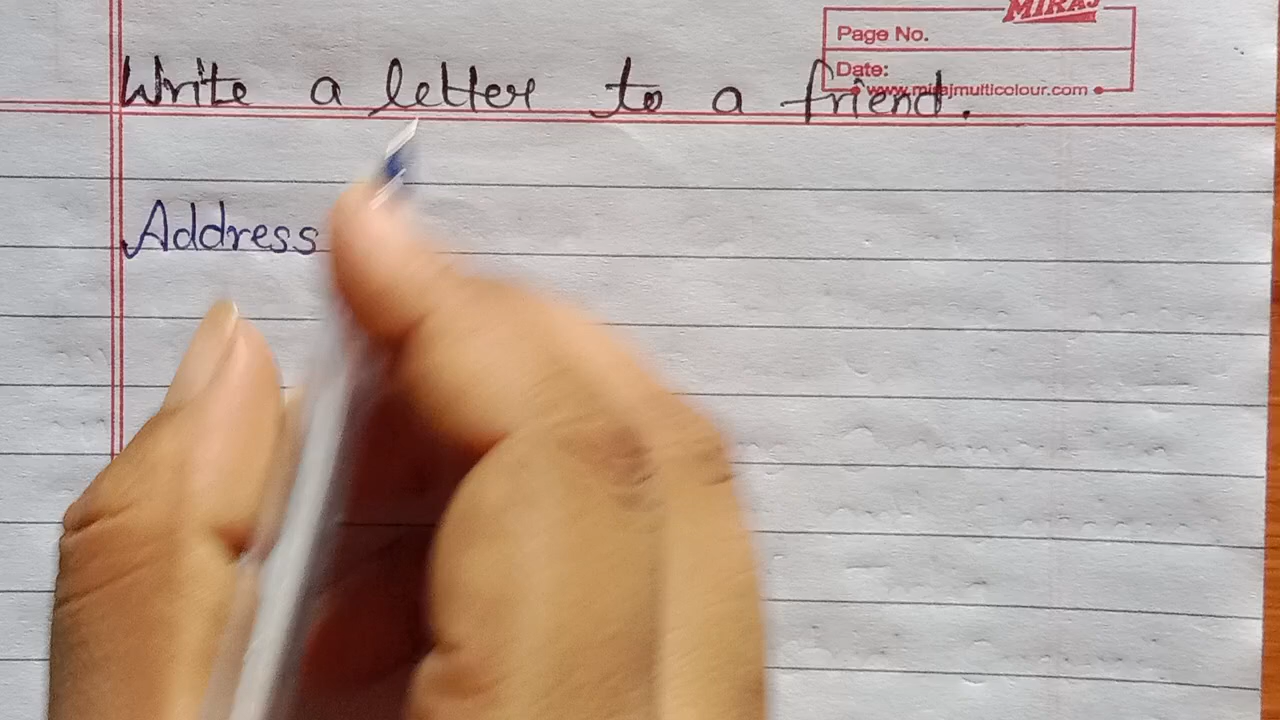 MIRAJ
Page No.
Date:
www.mirajmulticolour.com
Write a letter to a friend.
Address